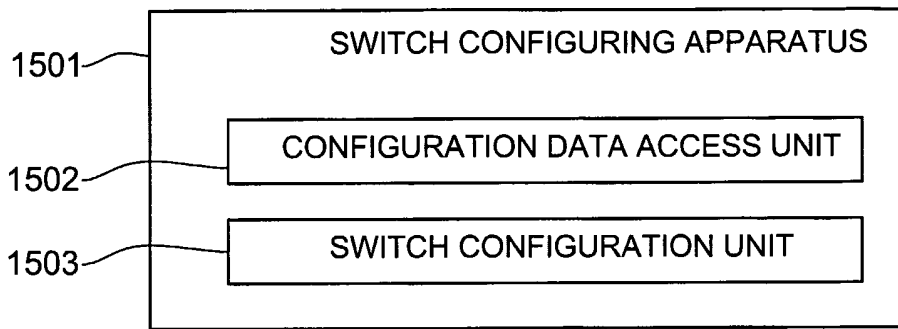 SWITCH CONFIGURING APPARATUS
1501
CONFIGURATION DATA ACCESS UNIT
1502
SWITCH CONFIGURATION UNIT
1503